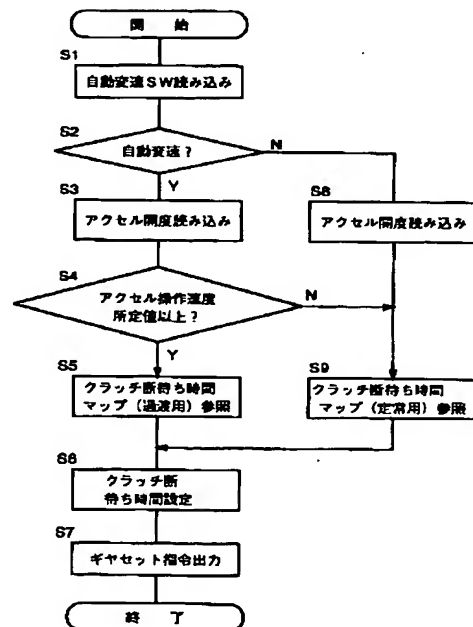 開 始
S1
自動変速SW読み込み
S2
自動変速？
N
Y
S3
アクセル開度読み込み
S8
アクセル開度読み込み
S4
アクセル操作速度
所定値以上？
N
Y
S5
クラッチ断待ち時間
マップ（過渡用）参照
S9
クラッチ断待ち時間
マップ（定常用）参照
S6
クラッチ断
待ち時間設定
S7
ギヤセット指令出力
終 了